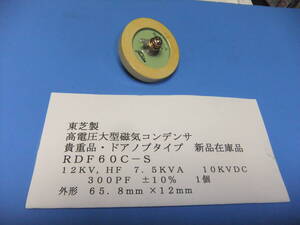 東芝製
高電圧大型磁気コンデンサ
貴重品・ドアノブタイプ 新品在庫品
RDF60C-S
12KV, HF 7.5KVA 10KVDC
300PF ±10% 1個
外形 65.8mm×12mm